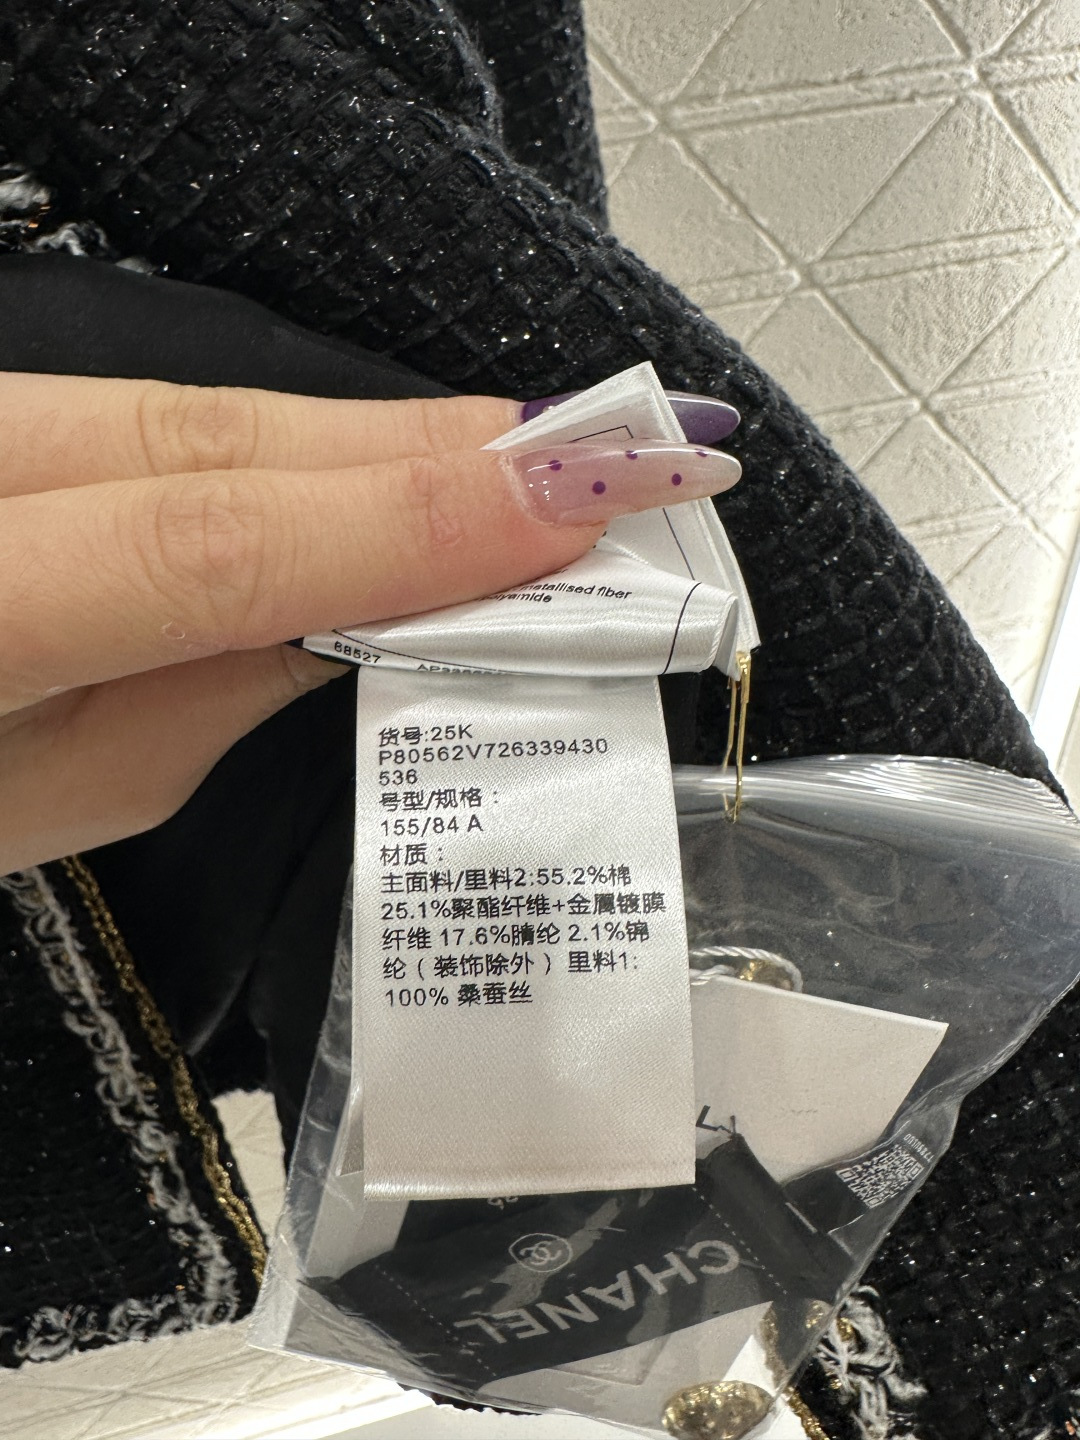 metallised fiber
polyamide
68527
货号:25K
P80562V726339430
536
号型/规格：
155/84 A
材质：
主面料/里料2:55.2%棉
25.1%聚酯纤维+金属镀膜
纤维 17.6%腈纶 2.1%锦
纶（装饰除外）里料1:
100% 桑蚕丝
CHANEL